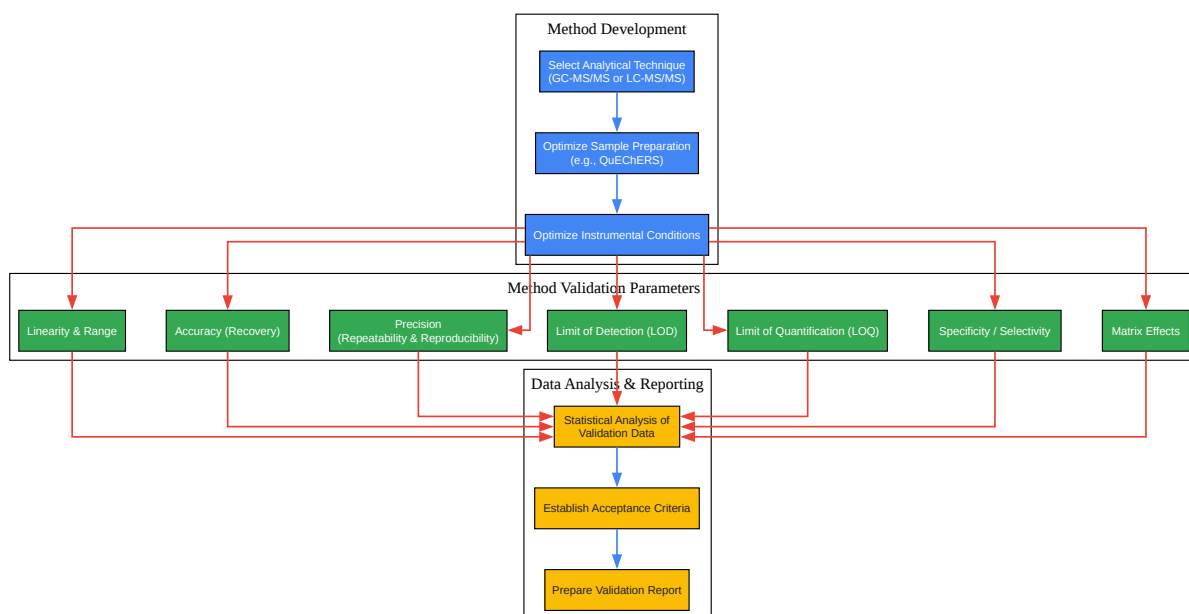 Method Development
Select Analytical Technique
(GC-MS/MS or LC-MS/MS)
Optimize Sample Preparation
(e.g., QuEChERS)
Optimize Instrumental Conditions
Method Validation Parameters
Linearity & Range
Accuracy (Recovery)
Precision
(Repeatability & Reproducibility)
Limit of Detection (LOD)
Limit of Quantification (LOQ)
Specificity / Selectivity
Matrix Effects
Data Analysis & Reporting
Statistical Analysis of
Validation Data
Establish Acceptance Criteria
Prepare Validation Report